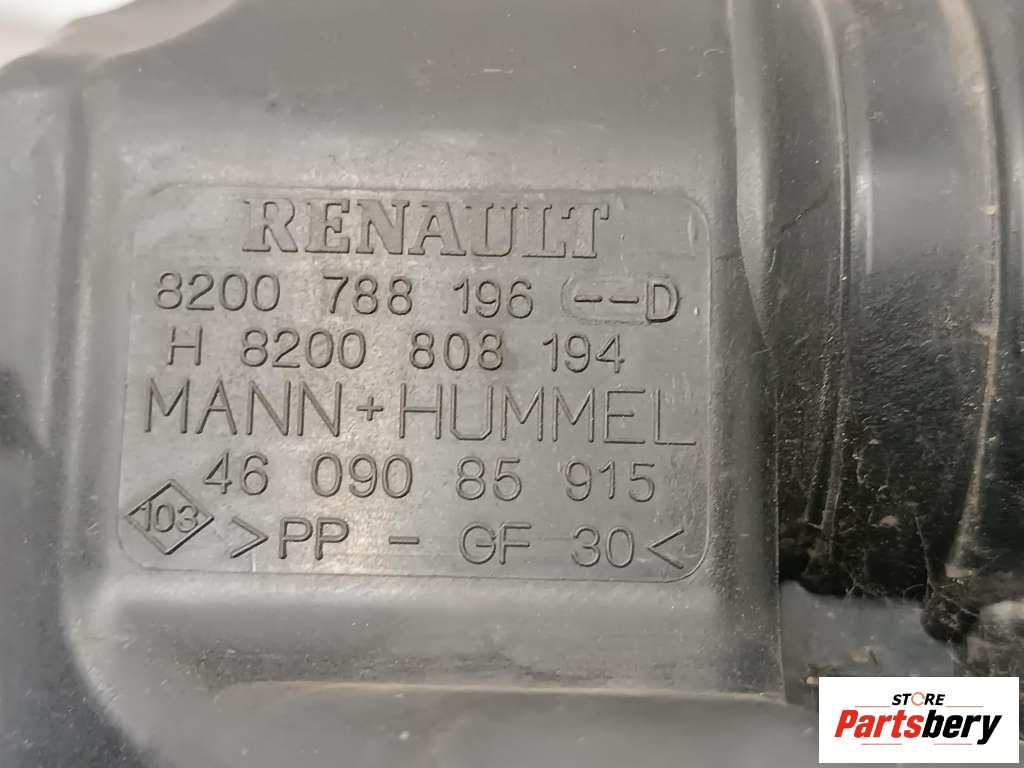 RENAULT
8200 788 196 --D
H 8200 808 194
MANN+HUMMEL
46 090 85 915
103 >PP - GF 30<
STORE
Partsbery